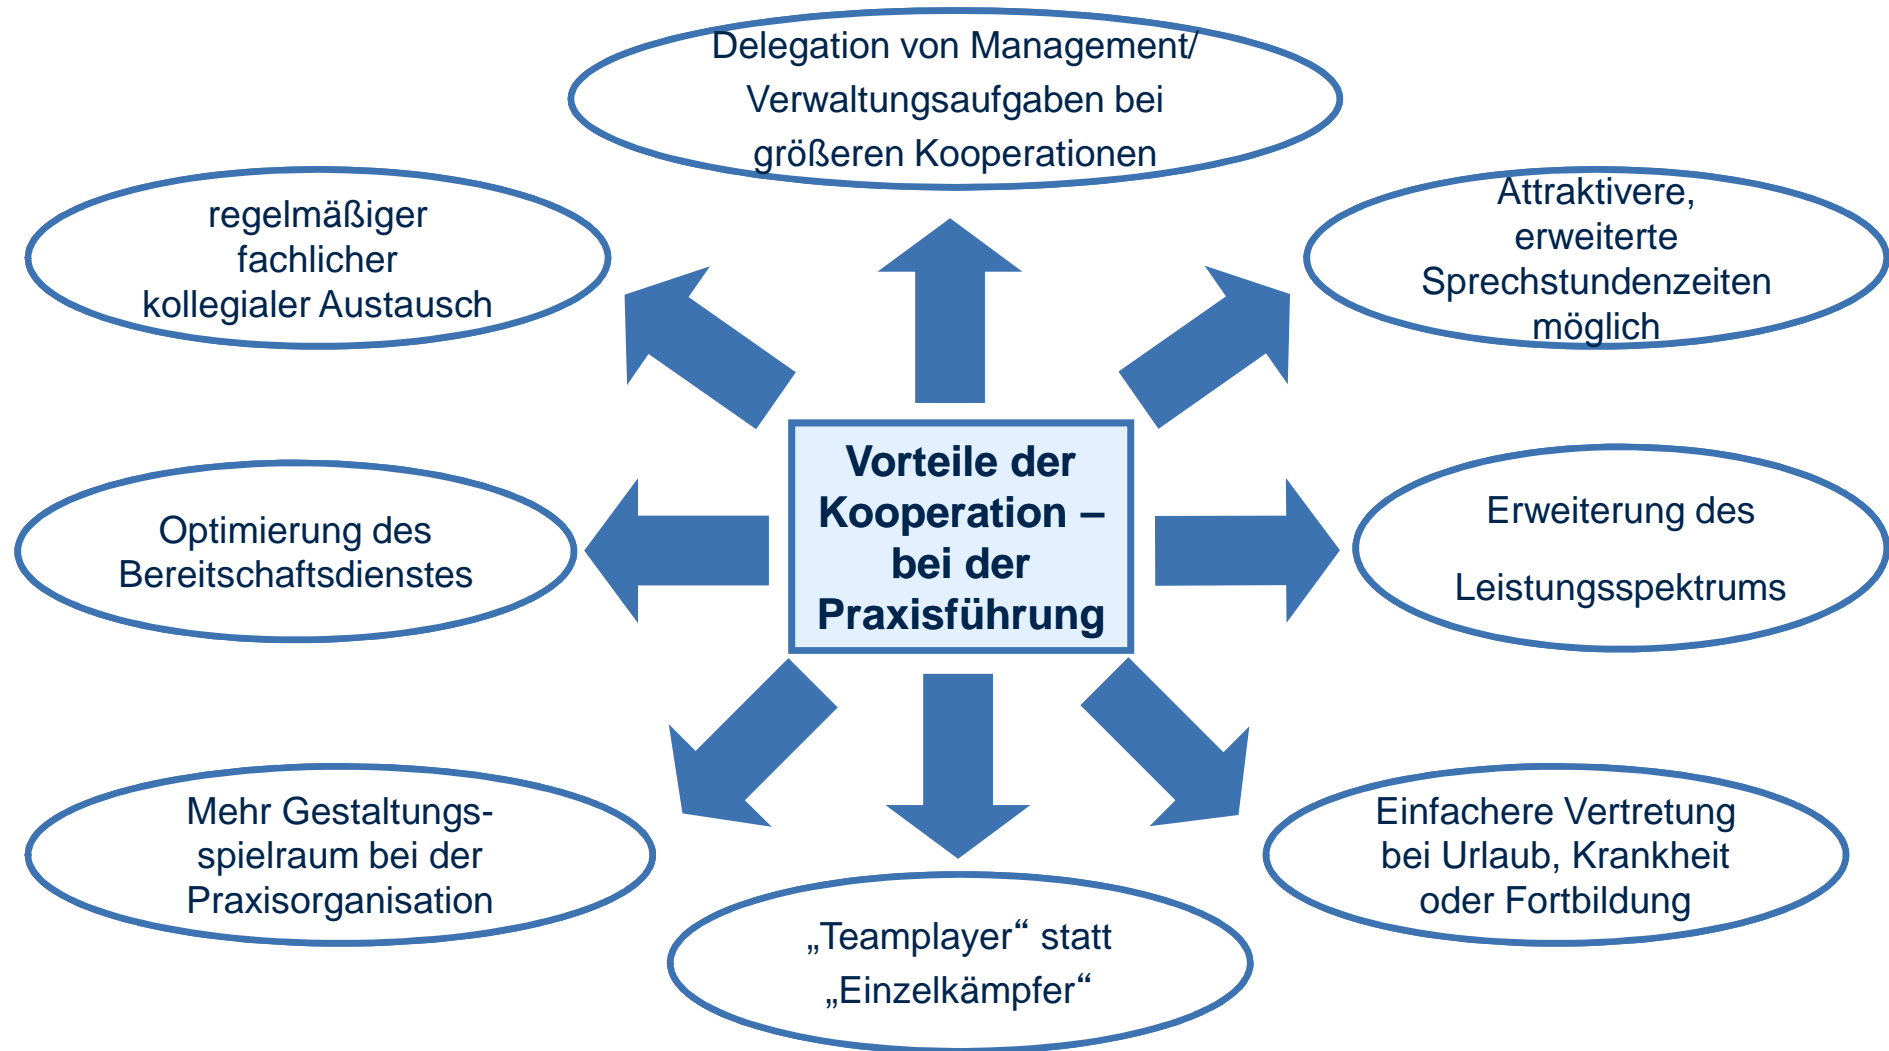 Delegation von Management/
Verwaltungsaufgaben bei
größeren Kooperationen
regelmäßiger
fachlicher
kollegialer Austausch
Attraktivere,
erweiterte
Sprechstundenzeiten
möglich
Vorteile der
Kooperation –
bei der
Praxisführung
Optimierung des
Bereitschaftsdienstes
Erweiterung des
Leistungsspektrums
Mehr Gestaltungs-
spielraum bei der
Praxisorganisation
„Teamplayer“ statt
„Einzelkämpfer“
Einfachere Vertretung
bei Urlaub, Krankheit
oder Fortbildung